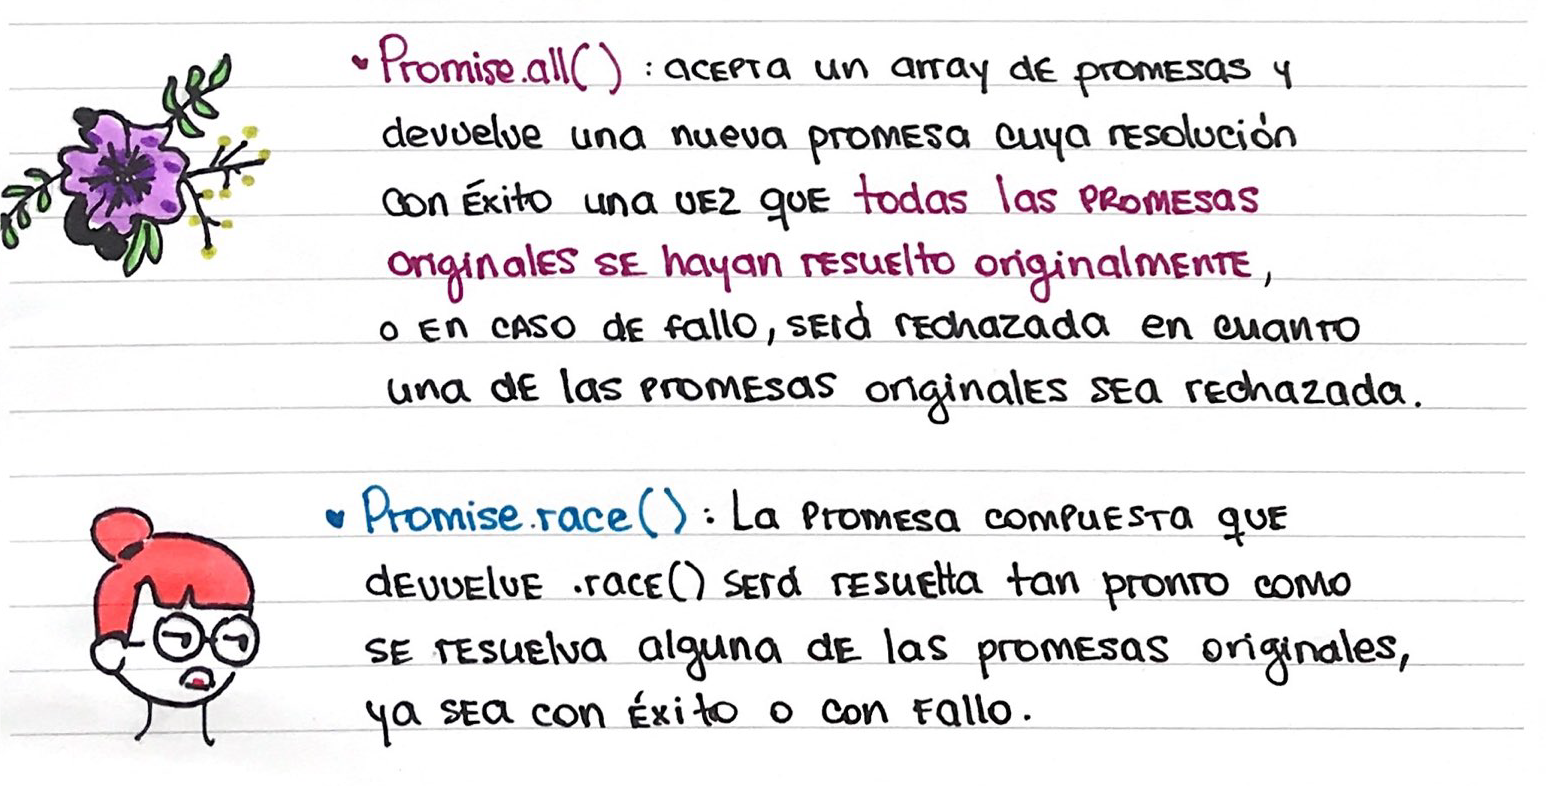 Promise.all() : acepta un array de promesas y
devuelve una nueva promesa cuya resolución
con éxito una vez que todas las promesas
originales se hayan resuelto originalmente,
o en caso de fallo, será rechazada en cuanto
una de las promesas originales sea rechazada.
Promise.race() : La promesa compuesta que
devuelve .race() será resuelta tan pronto como
se resuelva alguna de las promesas originales,
ya sea con éxito o con fallo.